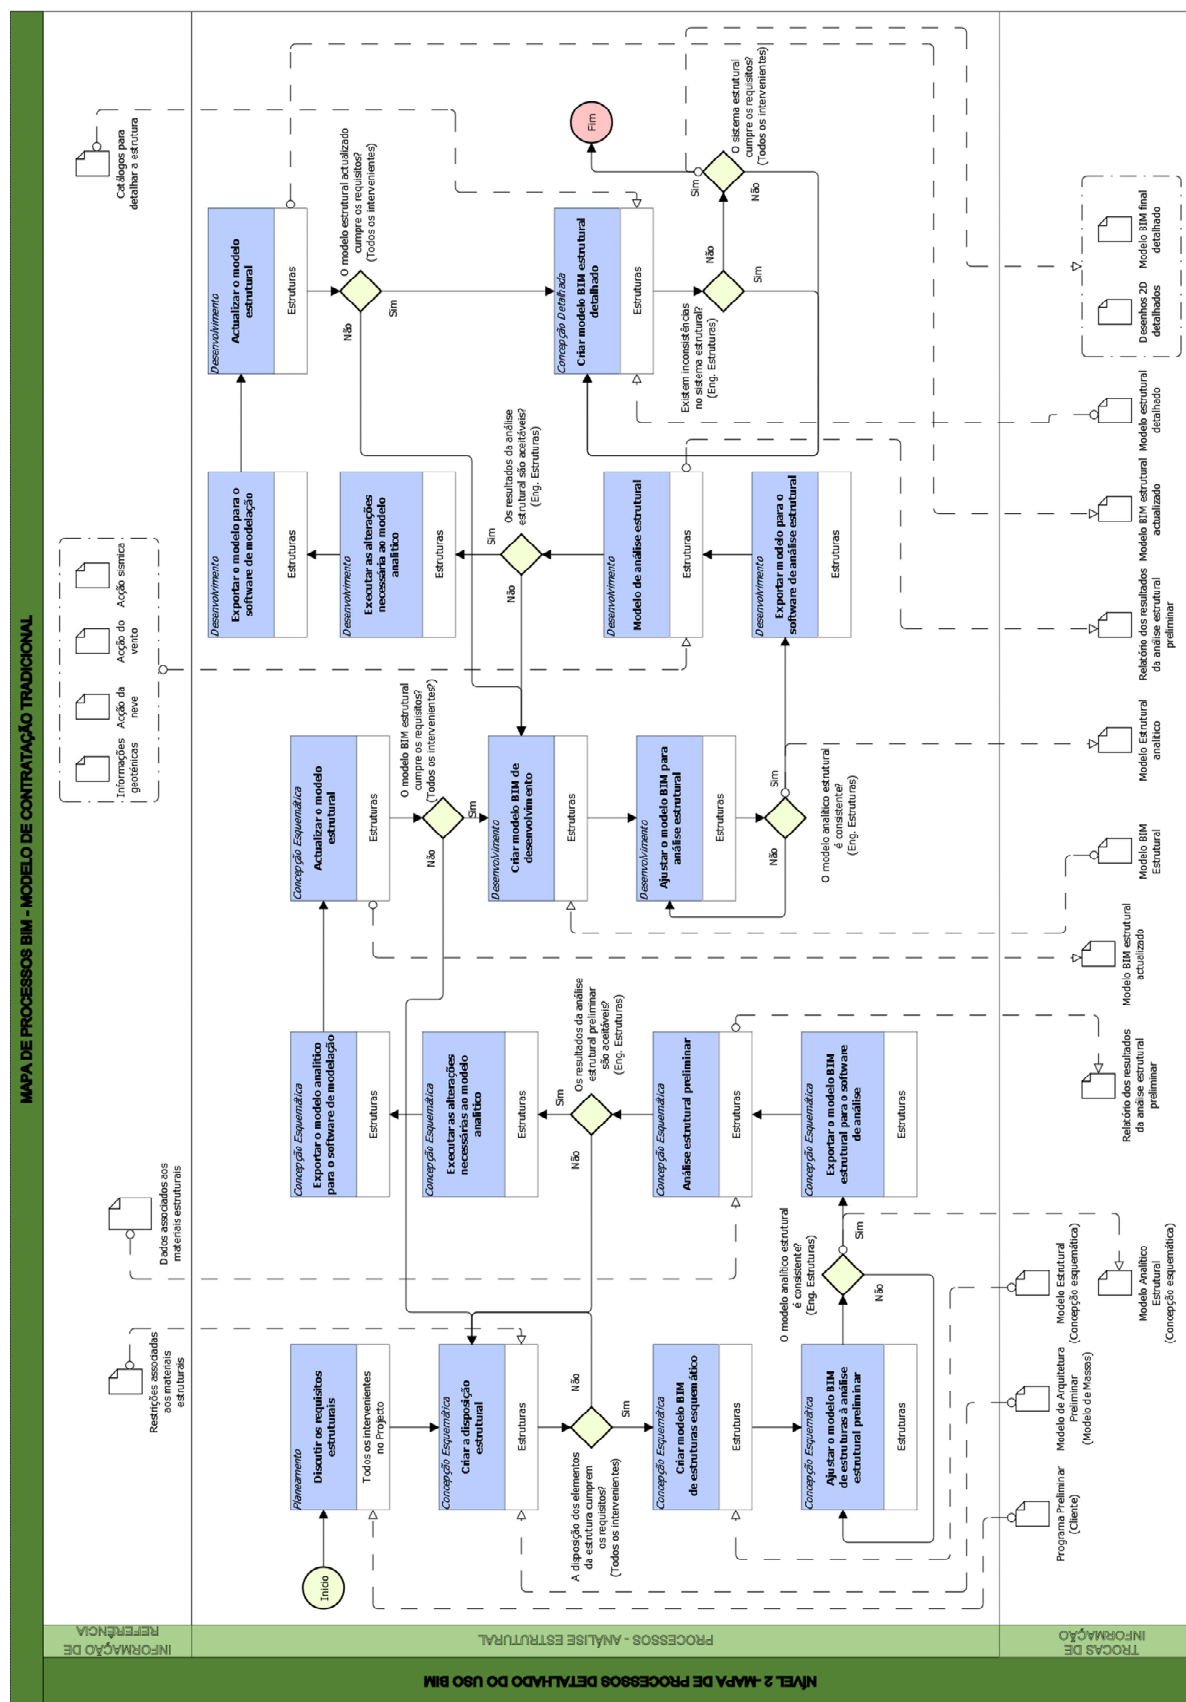 MAPA DE PROCESSOS BIM - MODELO DE CONTRATAÇÃO TRADICIONAL
NÍVEL 2 -MAPA DE PROCESSOS DETALHADO DO USO BIM
INFORMAÇÃO DE
REFERÊNCIA
Restrições associadas
aos materiais
estruturais
Dados associados aos
materiais estruturais
Informações
geoténicas
Acção da
neve
Acção do
vento
Acção sísmica
Catálogos para
detalhar a estrutura
PROCESSOS - ANÁLISE ESTRUTURAL
Início
Planeamento
Discutir os requisitos
estruturais
Todos os intervenientes
no Projecto
Concepção Esquemática
Criar a disposição
estrutural
Estruturas
A disposição dos elementos
da estrutura cumprem
os requisitos?
(Todos os intervenientes)
Não
Sim
Concepção Esquemática
Criar modelo BIM
de estruturas esquemático
Estruturas
Concepção Esquemática
Ajustar o modelo BIM
de estruturas à análise
estrutural preliminar
Estruturas
O modelo analítico estrutural
é consistente?
(Eng. Estruturas)
Sim
Não
Concepção Esquemática
Exportar o modelo BIM
estrutural para o software
de análise
Estruturas
Concepção Esquemática
Análise estrutural preliminar
Estruturas
Os resultados da análise
estrutural preliminar
são aceitáveis?
(Eng. Estruturas)
Sim
Não
Concepção Esquemática
Executar as alterações
necessárias ao modelo
analítico
Estruturas
Concepção Esquemática
Exportar o modelo analítico
para o software de modelação
Estruturas
Concepção Esquemática
Actualizar o modelo
estrutural
Estruturas
O modelo BIM estrutural
cumpre os requisitos?
(Todos os intervenientes?)
Não
Sim
Desenvolvimento
Criar modelo BIM de
desenvolvimento
Estruturas
Desenvolvimento
Ajustar o modelo BIM para
análise estrutural
Estruturas
O modelo analítico estrutural
é consistente?
(Eng. Estruturas)
Não
Sim
Desenvolvimento
Exportar modelo para o
software de análise estrutural
Estruturas
Desenvolvimento
Modelo de análise estrutural
Estruturas
Os resultados da análise
estrutural são aceitáveis?
(Eng. Estruturas)
Sim
Não
Desenvolvimento
Executar as alterações
necessária ao modelo
analítico
Estruturas
Desenvolvimento
Exportar o modelo para o
software de modelação
Estruturas
Desenvolvimento
Actualizar o modelo
estrutural
Estruturas
O modelo estrutural actualizado
cumpre os requisitos?
(Todos os intervenientes)
Não
Sim
Concepção Detalhada
Criar modelo BIM estrutural
detalhado
Estruturas
Existem inconsistências
no sistema estrutural?
(Eng. Estruturas)
Não
Sim
O sistema estrutural
cumpre os requisitos?
(Todos os intervenientes)
Sim
Não
Fim
TROCAS DE
INFORMAÇÃO
Programa Preliminar
(Cliente)
Modelo de Arquitetura
Preliminar
(Modelo de Massas)
Modelo Estrutural
(Concepção esquemática)
Modelo Analítico
Estrutural
(Concepção esquemática)
Relatório dos resultados
da análise estrutural
preliminar
Modelo BIM estrutural
actualizado
Modelo BIM
Estrutural
Modelo Estrutural
analítico
Relatório dos resultados
da análise estrutural
preliminar
Modelo BIM estrutural
actualizado
Modelo estrutural
detalhado
Desenhos 2D
detalhados
Modelo BIM final
detalhado